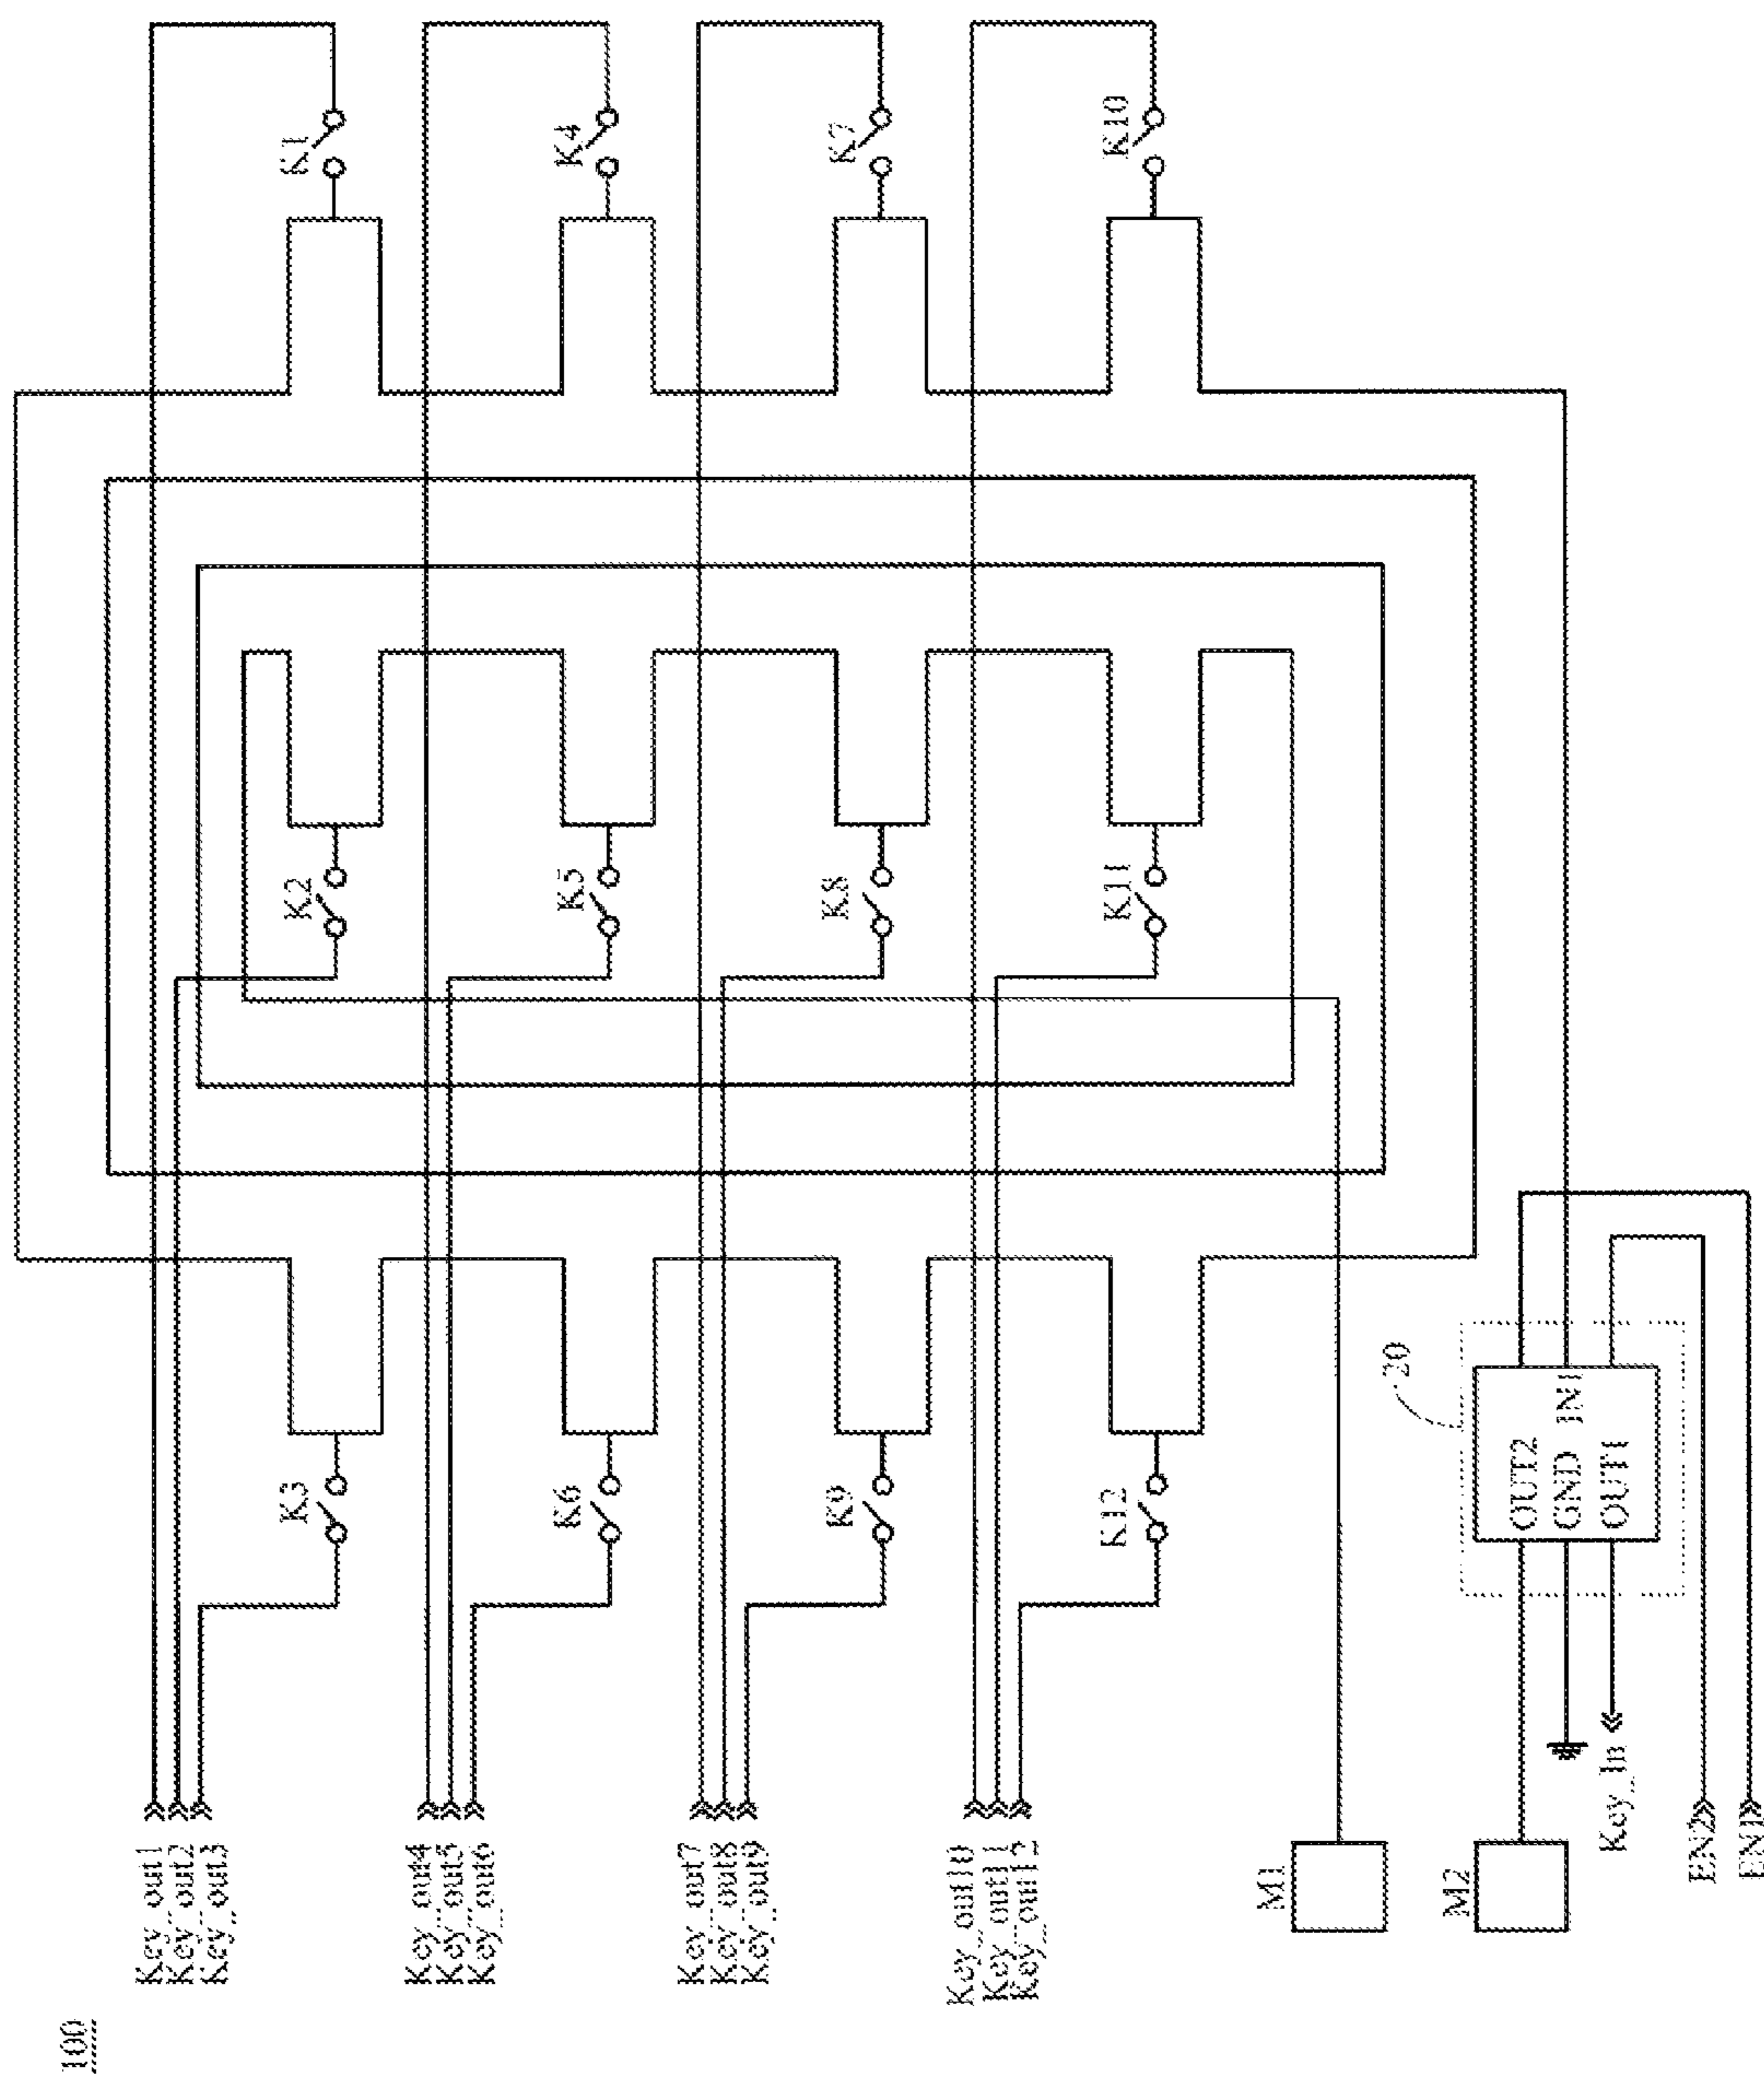 100
Key_out1
Key_out2
Key_out3
Key_out4
Key_out5
Key_out6
Key_out7
Key_out8
Key_out9
Key_out10
Key_out11
Key_out12
K1
K2
K3
K4
K5
K6
K7
K8
K9
K10
K11
K12
M1
M2
20
OUT2
GND IN1
OUT1
Key_In
EN2
EN1